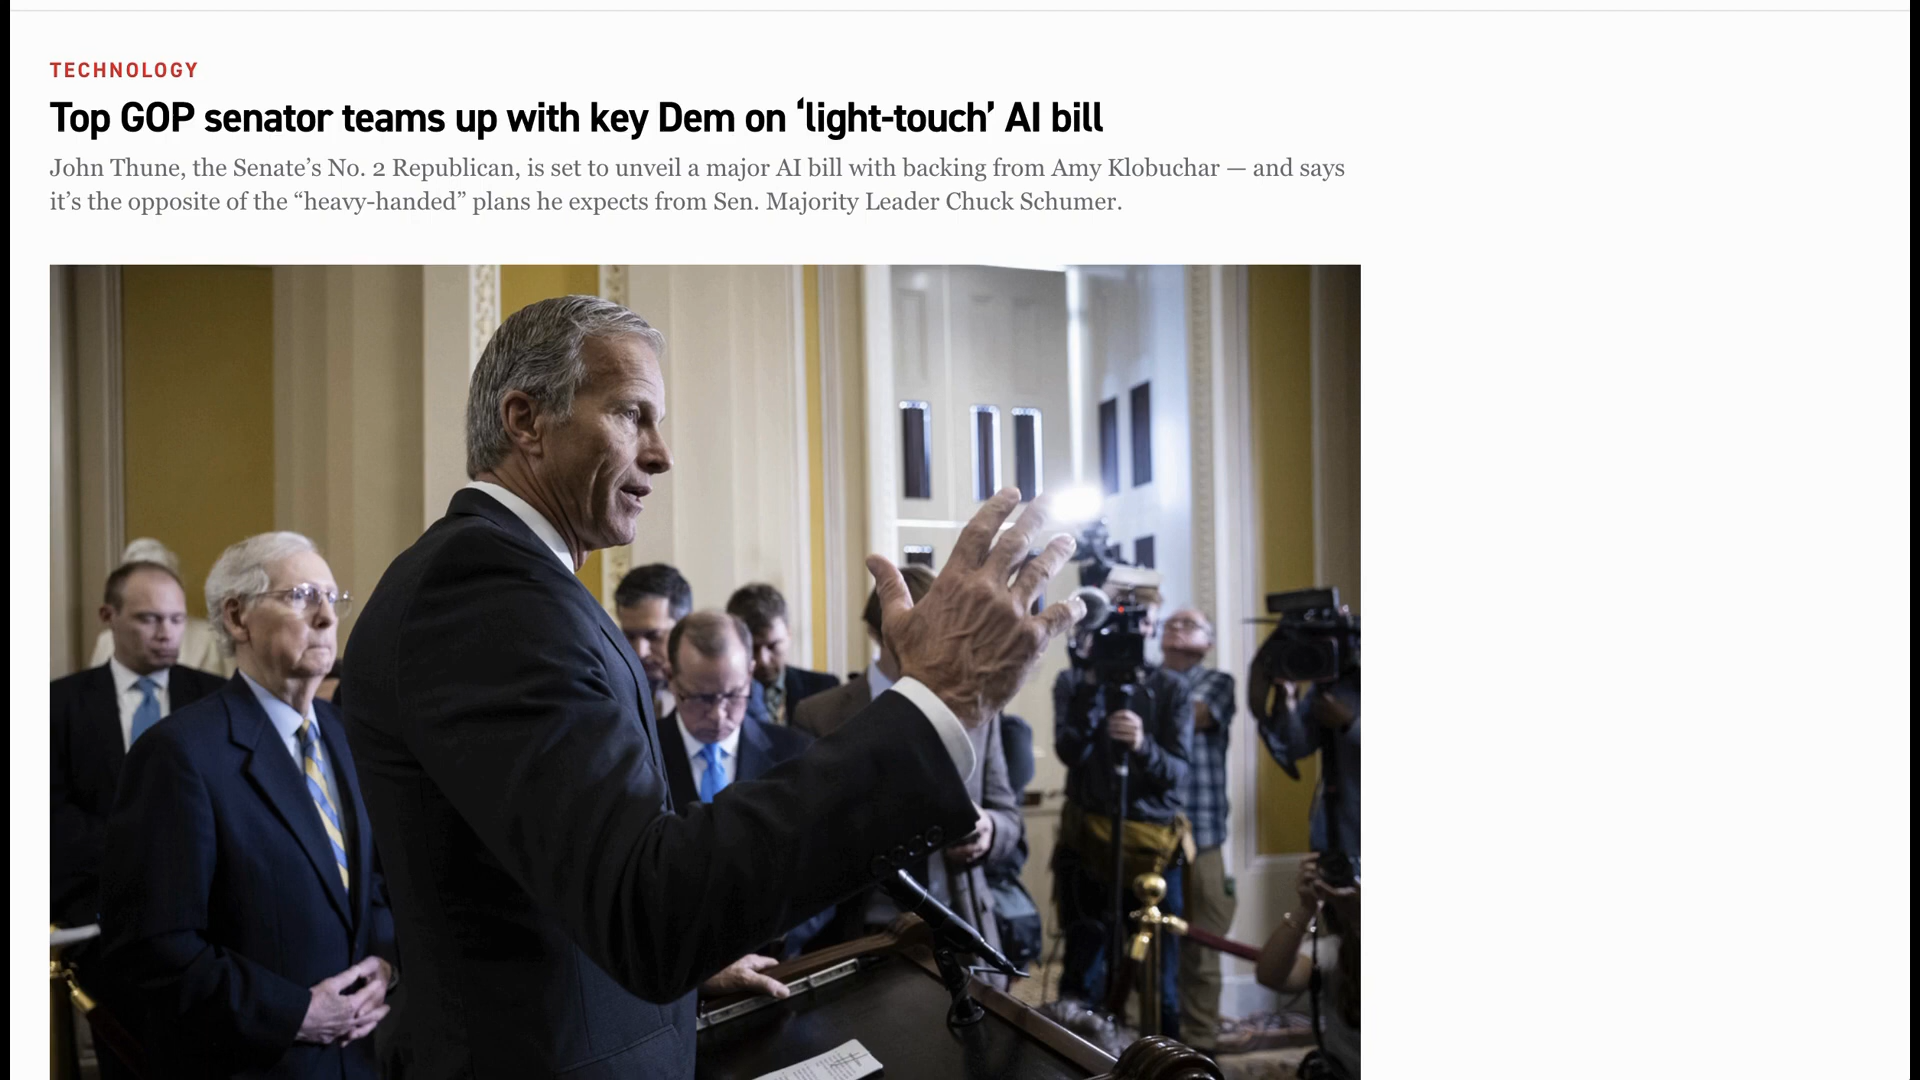 TECHNOLOGY
Top GOP senator teams up with key Dem on ‘light-touch’ AI bill
John Thune, the Senate’s No. 2 Republican, is set to unveil a major AI bill with backing from Amy Klobuchar — and says
it’s the opposite of the “heavy-handed” plans he expects from Sen. Majority Leader Chuck Schumer.